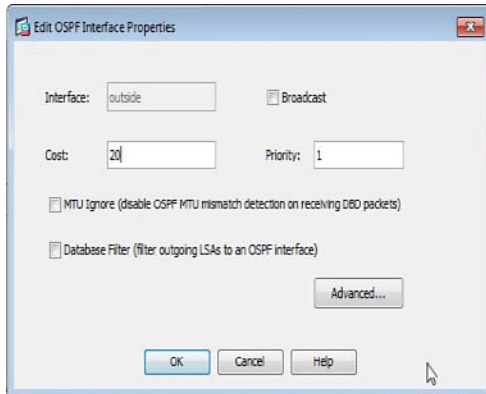 Edit OSPF Interface Properties
Interface: outside Broadcast
Cost: 20 Priority: 1
MTU Ignore (disable OSPF MTU mismatch detection on receiving DBD packets)
Database Filter (filter outgoing LSAs to an OSPF interface)
Advanced...
OK Cancel Help